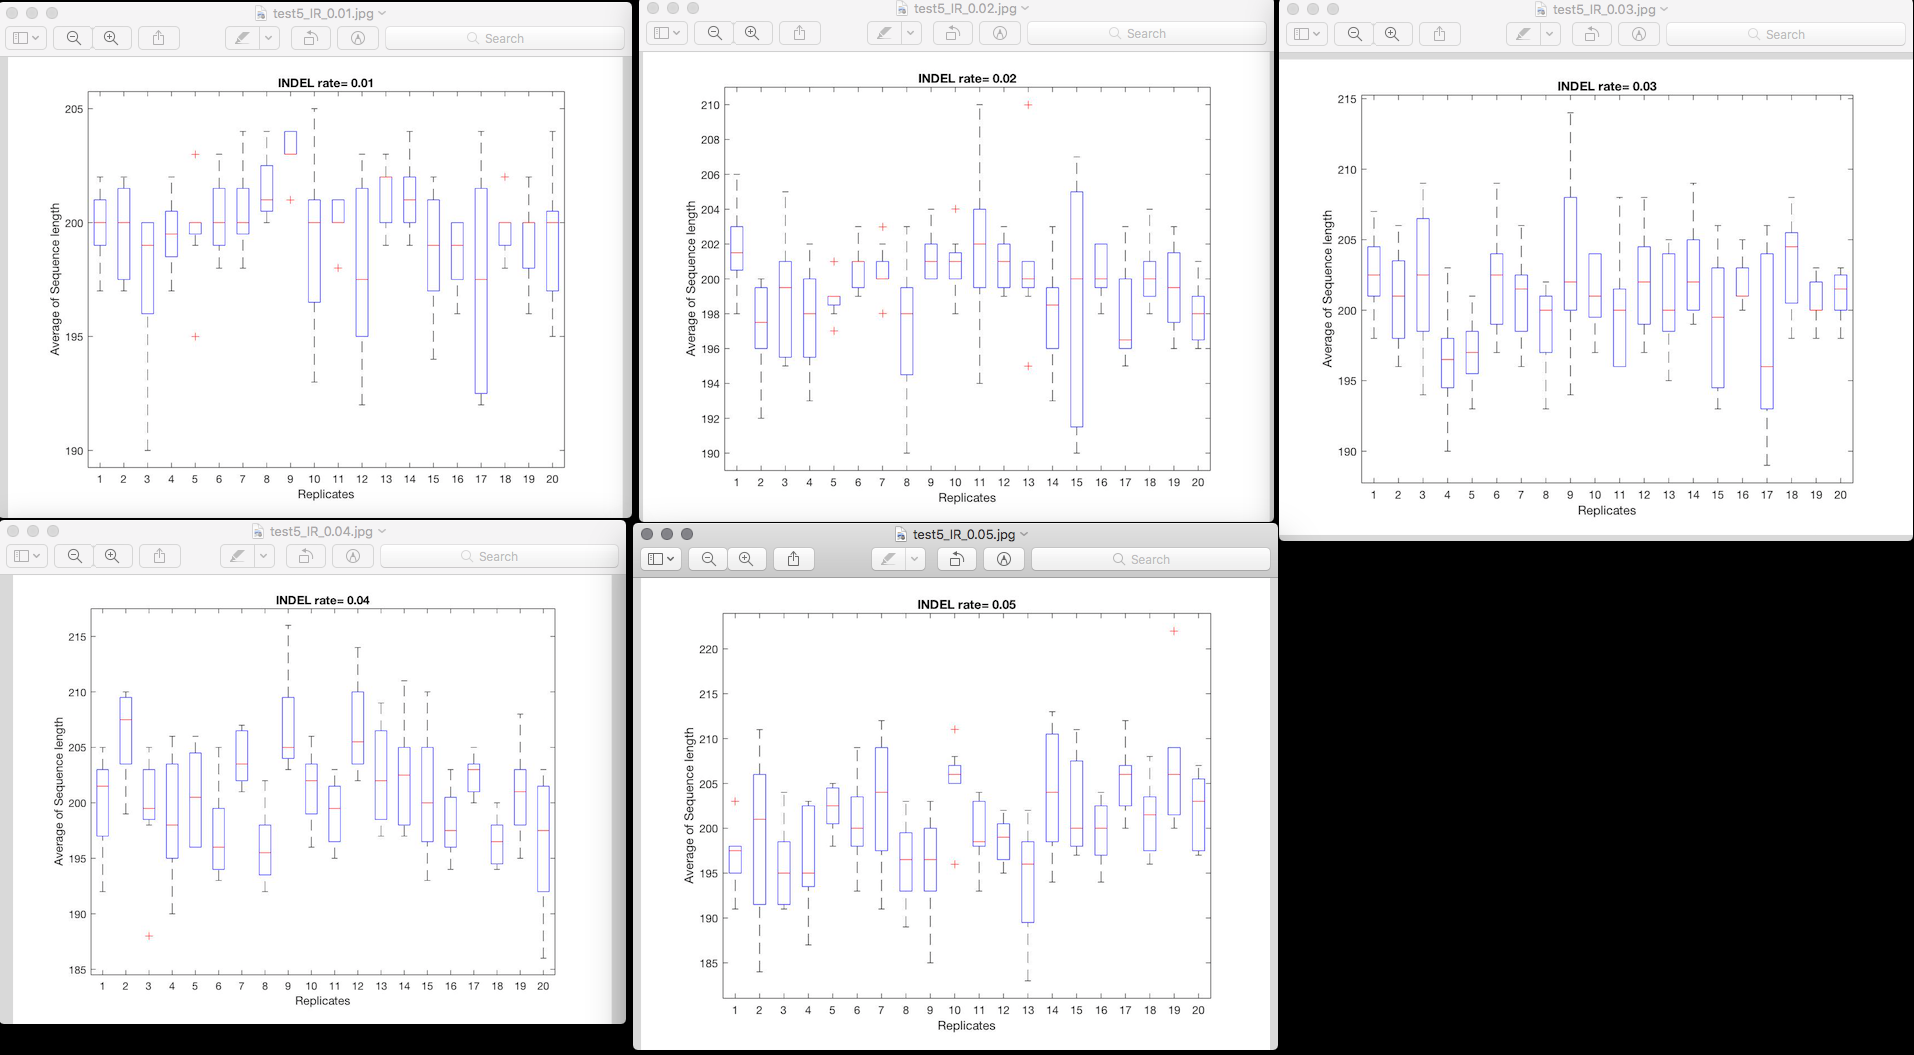 test5_IR_0.01.jpg
Search
INDEL rate= 0.01
205
200
195
190
Average of Sequence length
1 2 3 4 5 6 7 8 9 10 11 12 13 14 15 16 17 18 19 20
Replicates
test5_IR_0.02.jpg
Search
INDEL rate= 0.02
210
208
206
204
202
200
198
196
194
192
190
Average of Sequence length
1 2 3 4 5 6 7 8 9 10 11 12 13 14 15 16 17 18 19 20
Replicates
test5_IR_0.03.jpg
Search
INDEL rate= 0.03
215
210
205
200
195
190
Average of Sequence length
1 2 3 4 5 6 7 8 9 10 11 12 13 14 15 16 17 18 19 20
Replicates
test5_IR_0.04.jpg
Search
INDEL rate= 0.04
215
210
205
200
195
190
185
Average of Sequence length
1 2 3 4 5 6 7 8 9 10 11 12 13 14 15 16 17 18 19 20
Replicates
test5_IR_0.05.jpg
Search
INDEL rate= 0.05
220
215
210
205
200
195
190
185
Average of Sequence length
1 2 3 4 5 6 7 8 9 10 11 12 13 14 15 16 17 18 19 20
Replicates